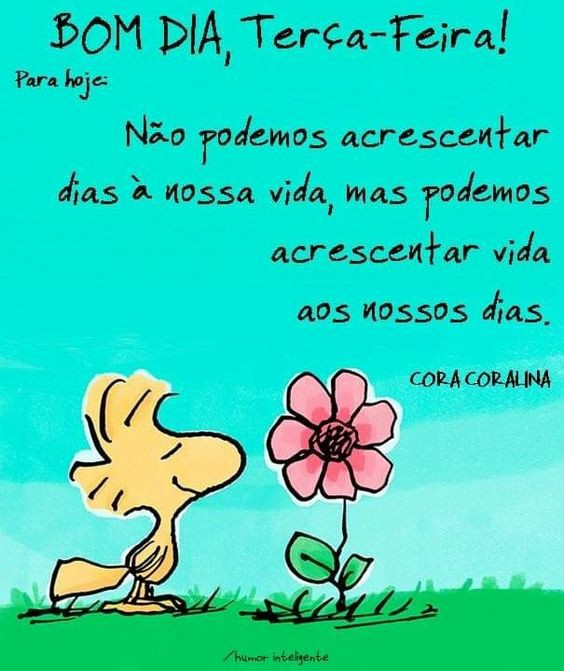 BOM DIA, Terça-Feira!
Para hoje:
Não podemos acrescentar
dias à nossa vida, mas podemos
acrescentar vida
aos nossos dias.
CORA CORALINA
/humor inteligente